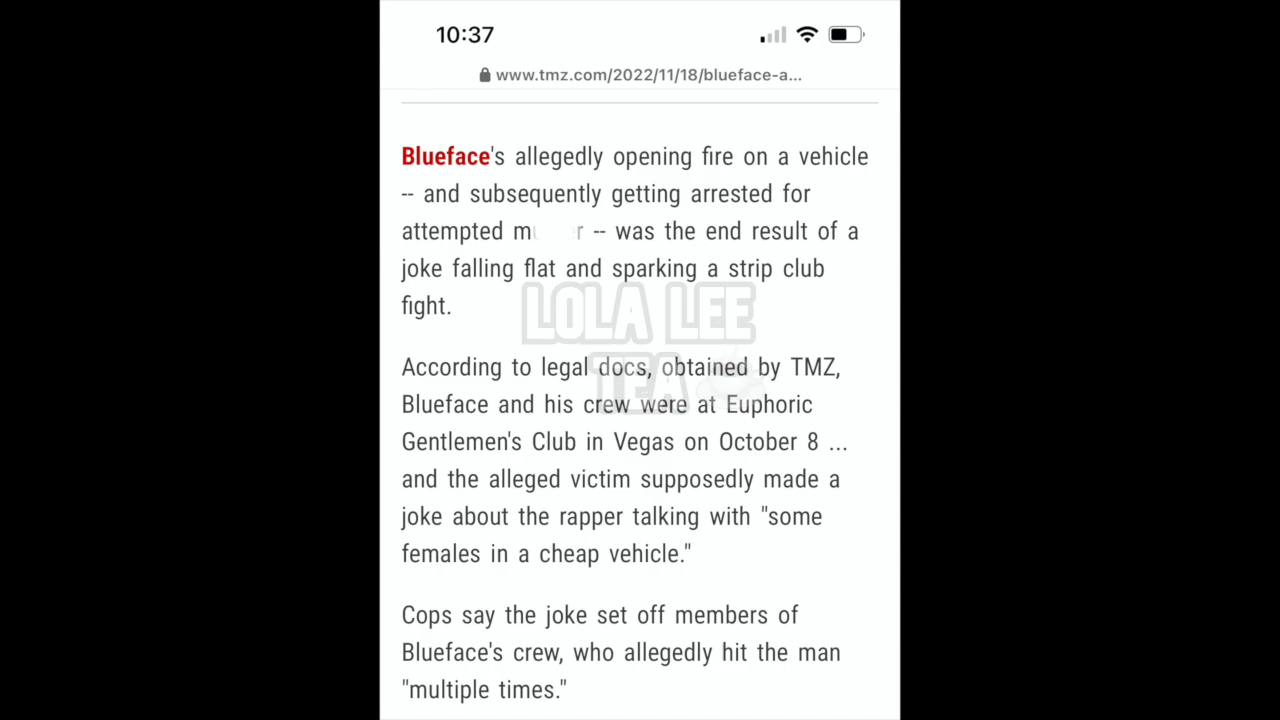 10:37
www.tmz.com/2022/11/18/blueface-a...
Blueface's allegedly opening fire on a vehicle
-- and subsequently getting arrested for
attempted m r -- was the end result of a
joke falling flat and sparking a strip club
fight.
LOLA LEE
TEA
According to legal docs, obtained by TMZ,
Blueface and his crew were at Euphoric
Gentlemen's Club in Vegas on October 8 ...
and the alleged victim supposedly made a
joke about the rapper talking with "some
females in a cheap vehicle."
Cops say the joke set off members of
Blueface's crew, who allegedly hit the man
"multiple times."